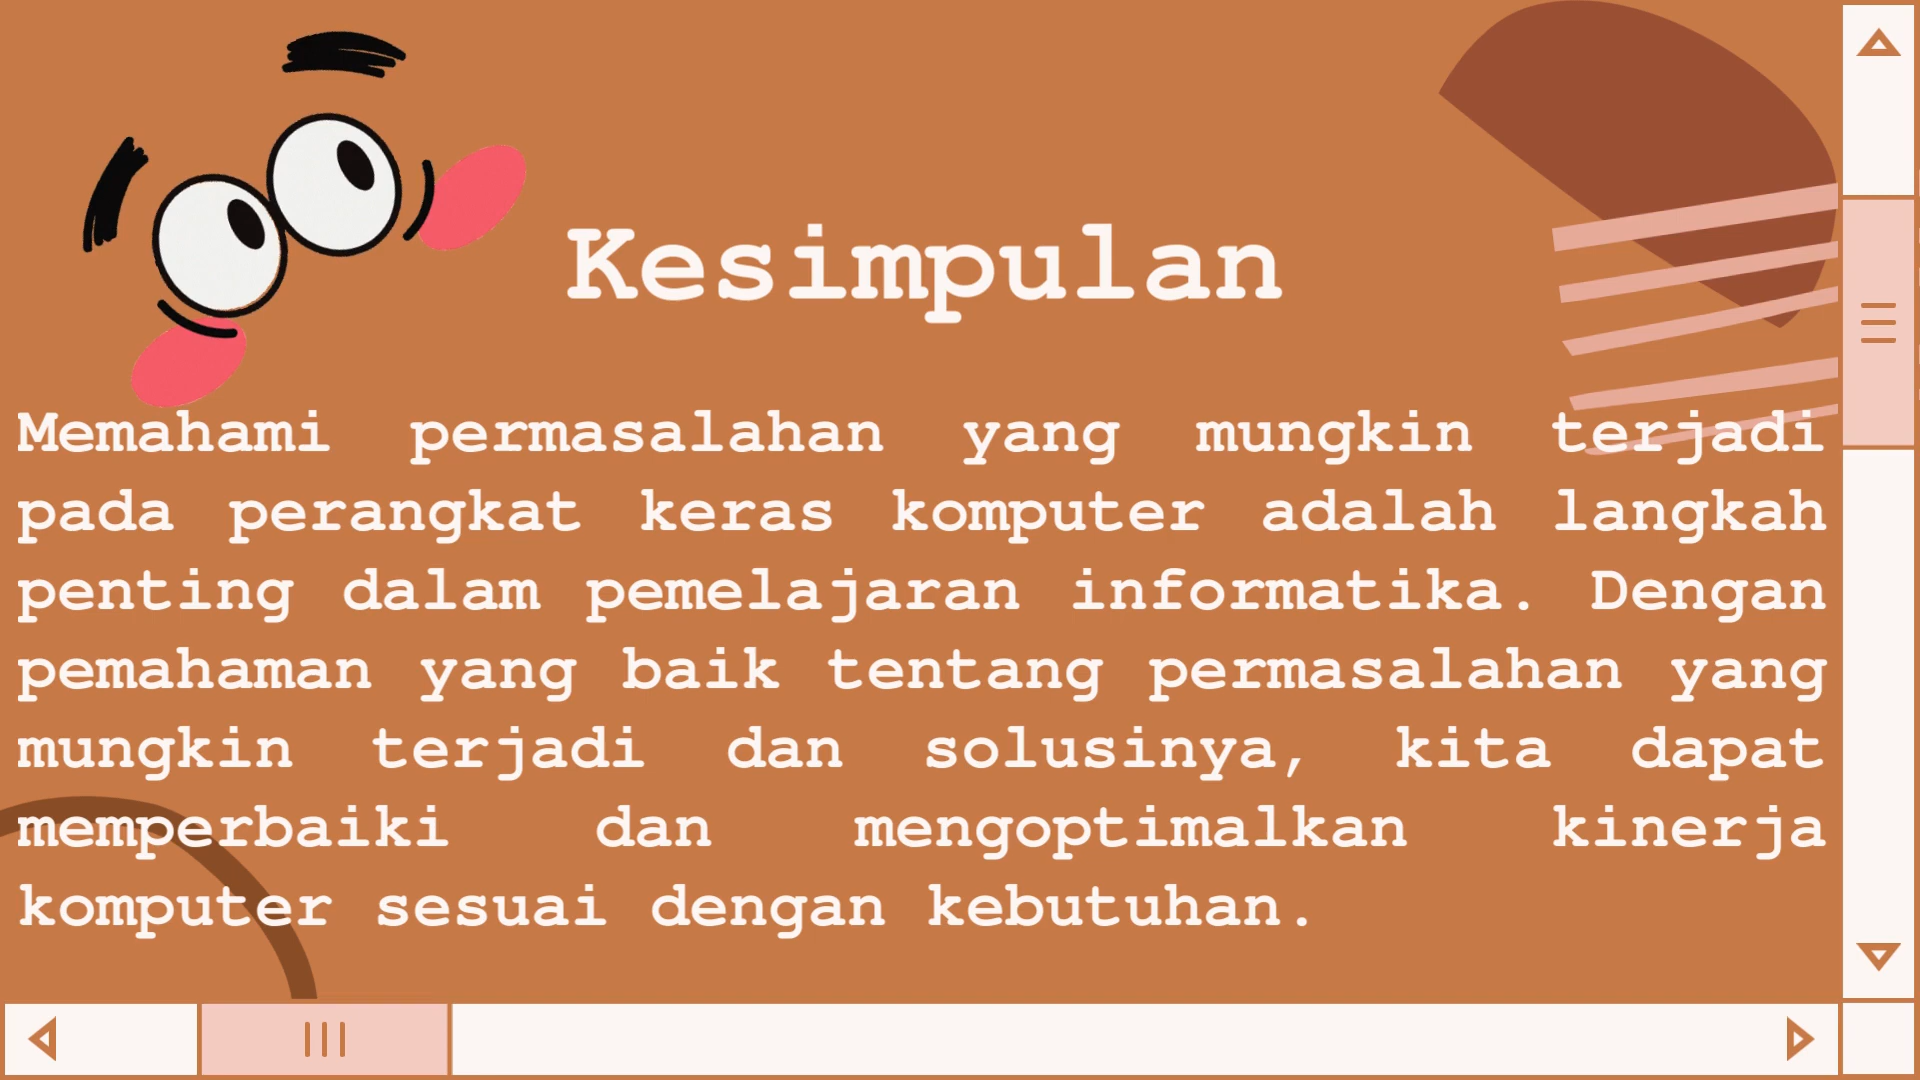 Kesimpulan
Memahami permasalahan yang mungkin terjadi
pada perangkat keras komputer adalah langkah
penting dalam pemelajaran informatika. Dengan
pemahaman yang baik tentang permasalahan yang
mungkin terjadi dan solusinya, kita dapat
memperbaiki dan mengoptimalkan kinerja
komputer sesuai dengan kebutuhan.